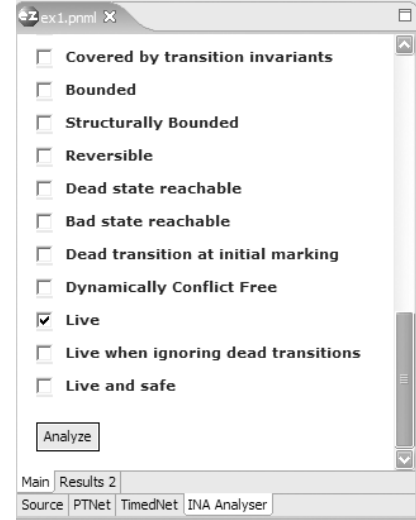 ez ex1.pnml
Covered by transition invariants
Bounded
Structurally Bounded
Reversible
Dead state reachable
Bad state reachable
Dead transition at initial marking
Dynamically Conflict Free
Live
Live when ignoring dead transitions
Live and safe
Analyze
Main Results 2
Source PTNet TimedNet INA Analyser